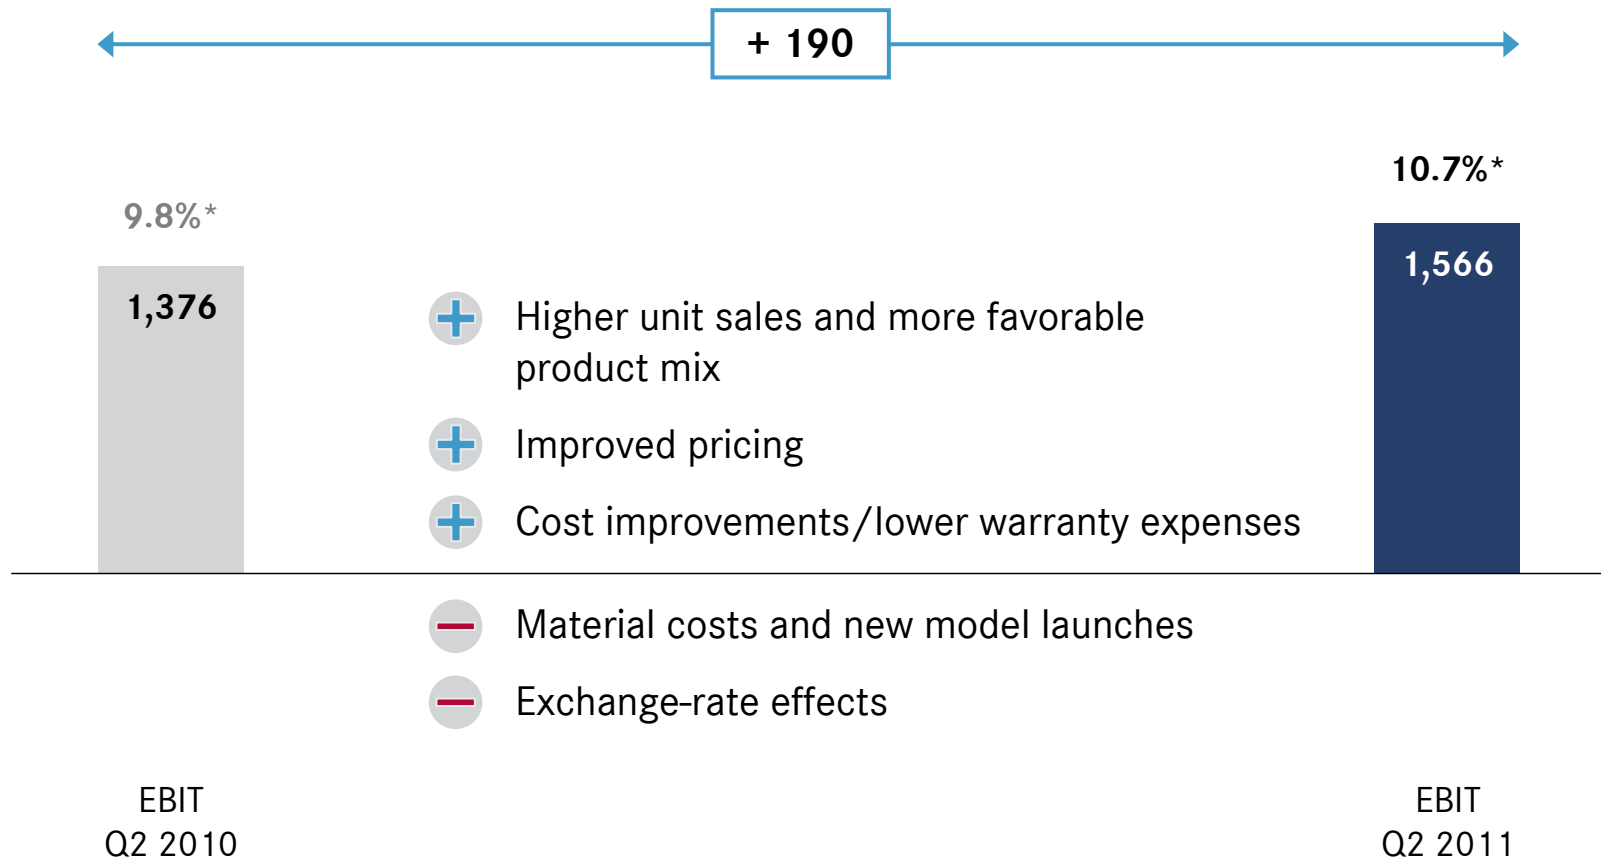 + 190
9.8%*
10.7%*
1,376
1,566
Higher unit sales and more favorable
product mix
Improved pricing
Cost improvements/lower warranty expenses
Material costs and new model launches
Exchange-rate effects
EBIT
Q2 2010
EBIT
Q2 2011